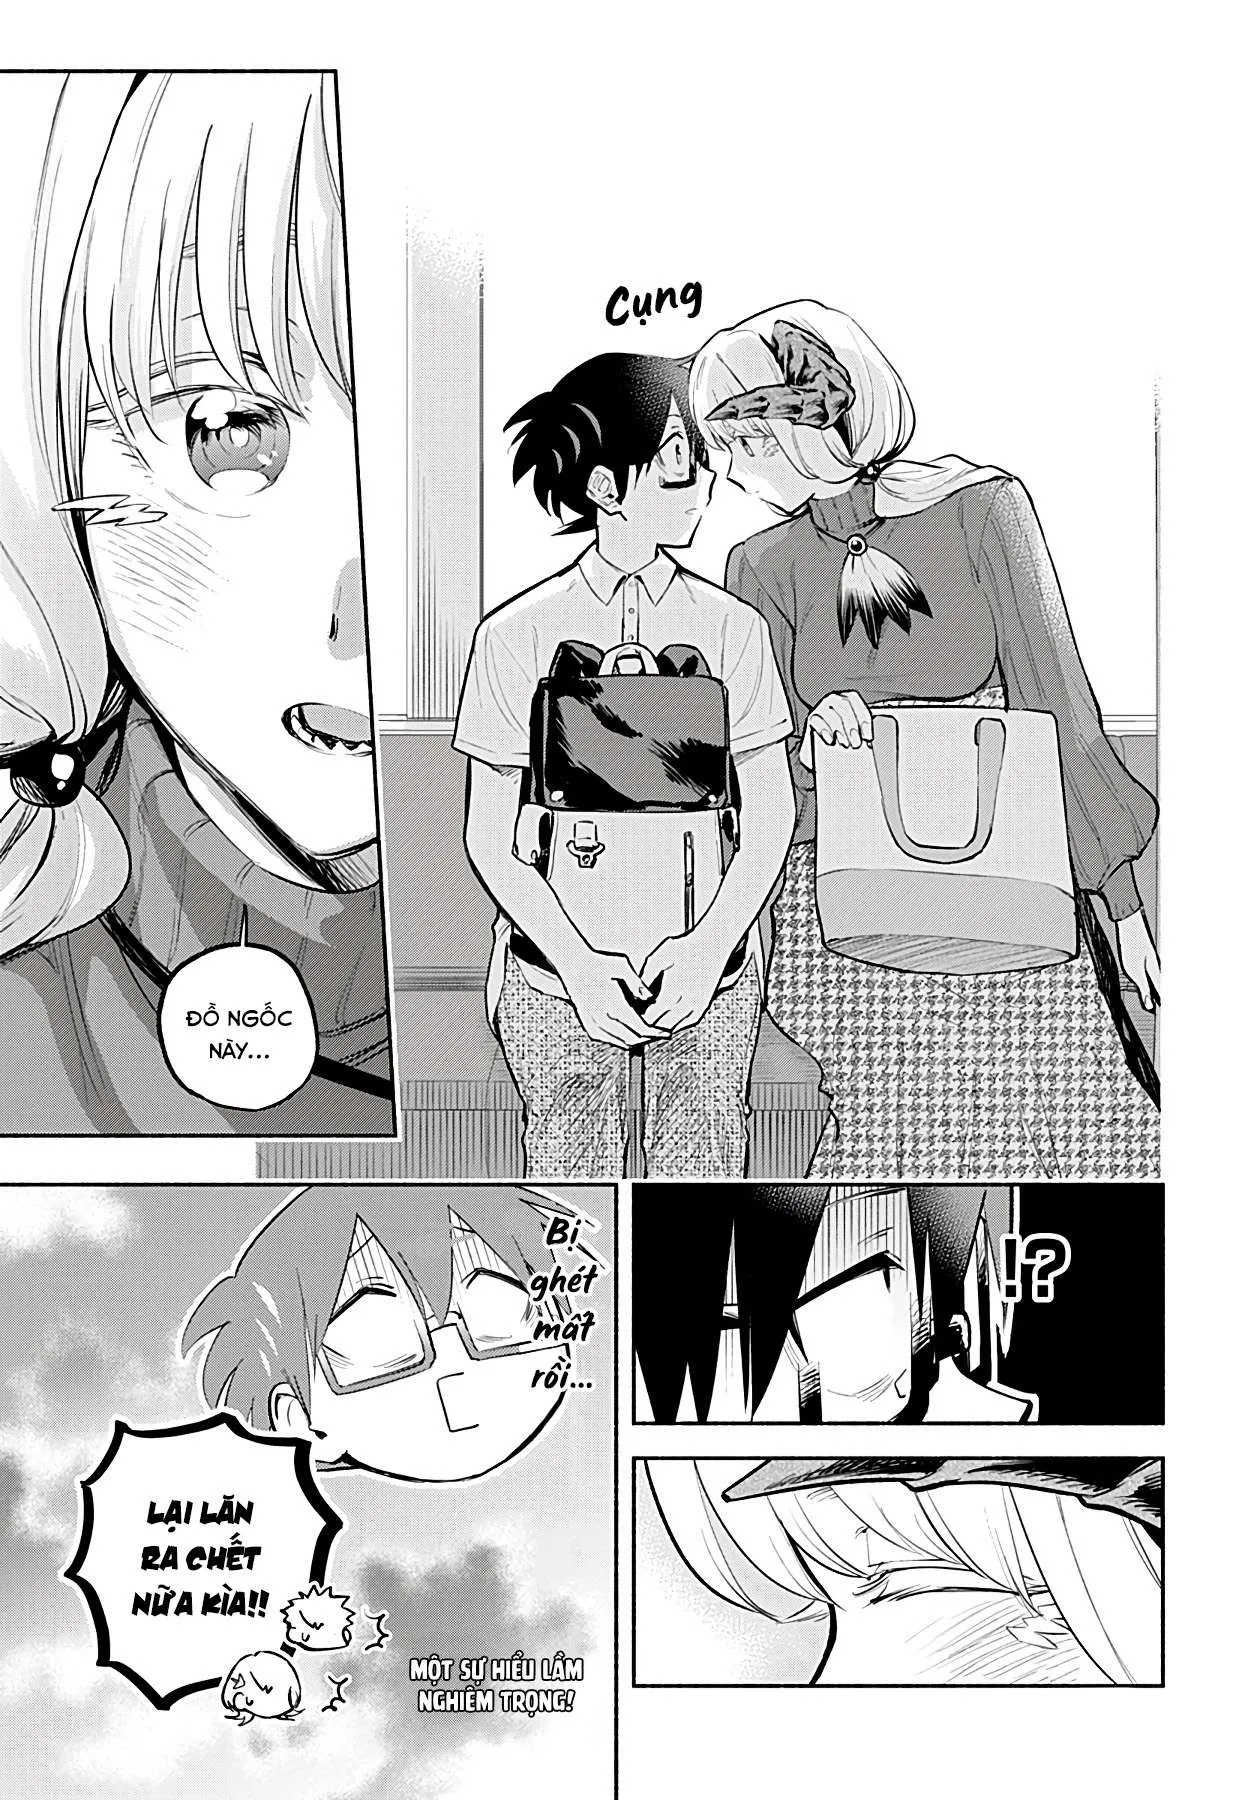 Cụng
ĐỒ NGỐC
NÀY...
!?
Bị
ghét
mất
rồi...
LẠI LĂN
RA CHẾT
NỮA KÌA!!
MỘT SỰ HIỂU LẦM
NGHIÊM TRỌNG!